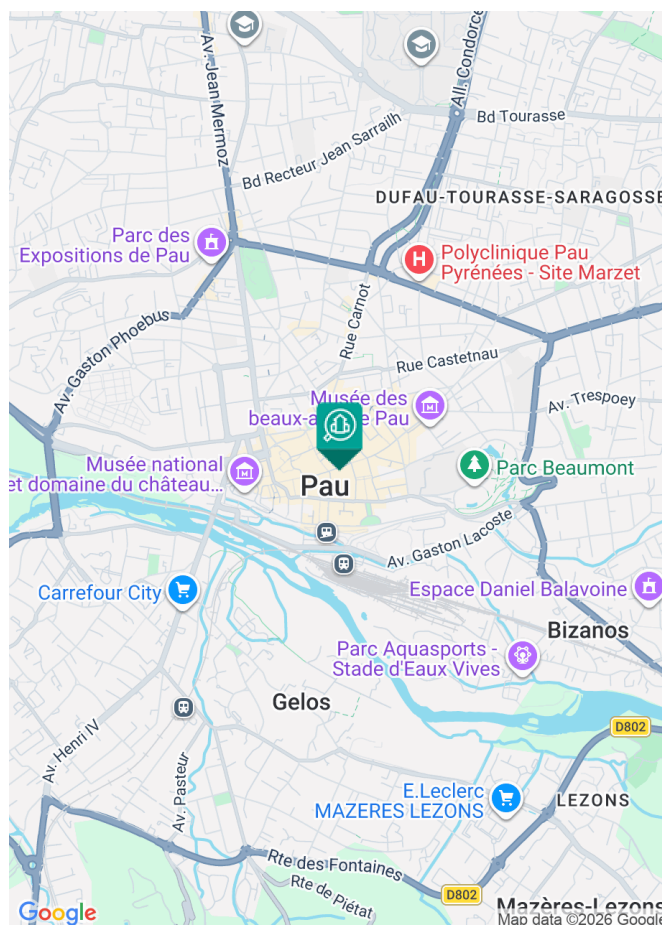 Av. Jean Mermoz
All. Condorce
Bd Tourasse
Bd Recteur Jean Sarrailh
DUFAU-TOURASSE-SARAGOSSE
Parc des
Expositions de Pau
H
Polyclinique Pau
Pyrénées - Site Marzet
Av. Gaston Phoebus
Rue Carnot
Rue Castetnau
Av. Trespoey
Musée des
beaux-a e Pau
Musée national
et domaine du château...
Parc Beaumont
Pau
Av. Gaston Lacoste
Carrefour City
Espace Daniel Balavoine
Bizanos
Parc Aquasports -
Stade d'Eaux Vives
Gelos
D802
Av. Henri IV
Av. Pasteur
E.Leclerc
MAZERES LEZONS
LEZONS
Rte des Fontaines
Rte de Piétat
D802
Mazères-Lezons
Google
Map data ©2026 Google